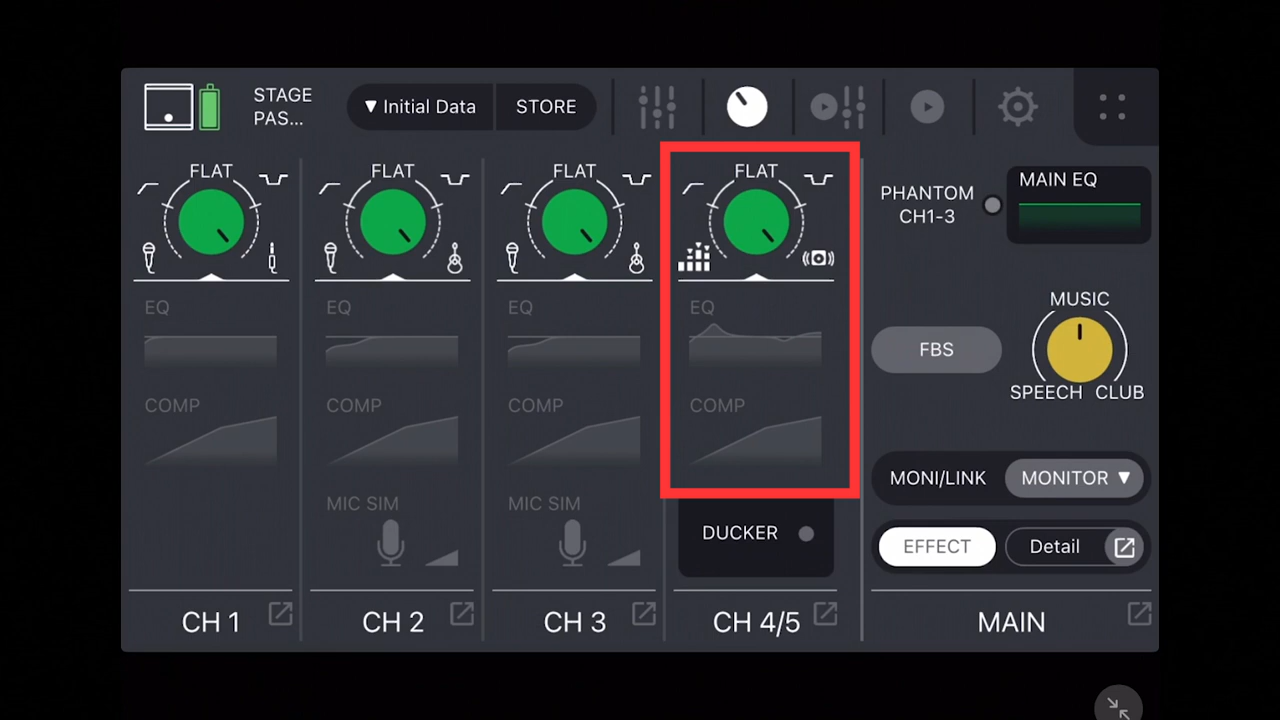 STAGE
PAS...
▼ Initial Data
STORE
FLAT
FLAT
FLAT
FLAT
EQ
EQ
EQ
EQ
COMP
COMP
COMP
COMP
MIC SIM
MIC SIM
DUCKER
CH 1
CH 2
CH 3
CH 4/5
PHANTOM
CH1-3
MAIN EQ
MUSIC
FBS
SPEECH CLUB
MONI/LINK
MONITOR ▼
EFFECT
Detail
MAIN